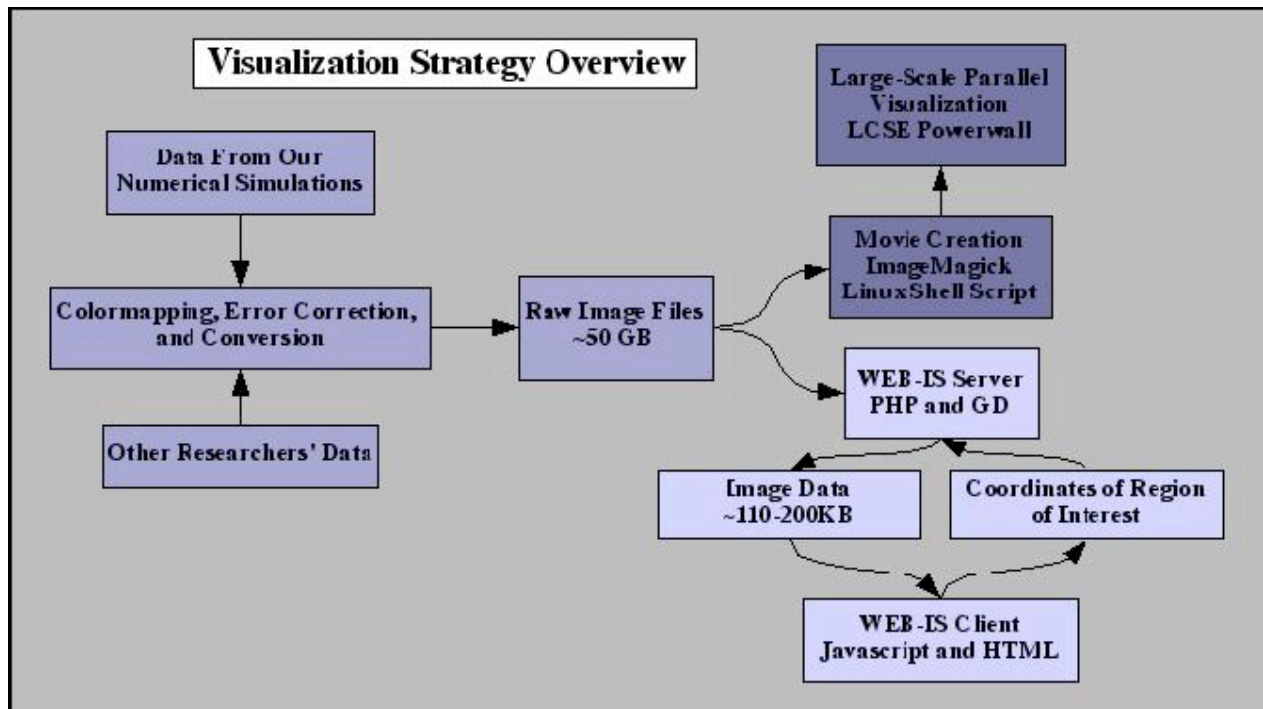 Visualization Strategy Overview
Data From Our
Numerical Simulations
Colormapping, Error Correction,
and Conversion
Other Researchers' Data
Raw Image Files
~50 GB
Large-Scale Parallel
Visualization
LCSE Powerwall
Movie Creation
ImageMagick
LinuxShell Script
WEB-IS Server
PHP and GD
Image Data
~110-200KB
Coordinates of Region
of Interest
WEB-IS Client
Javascript and HTML